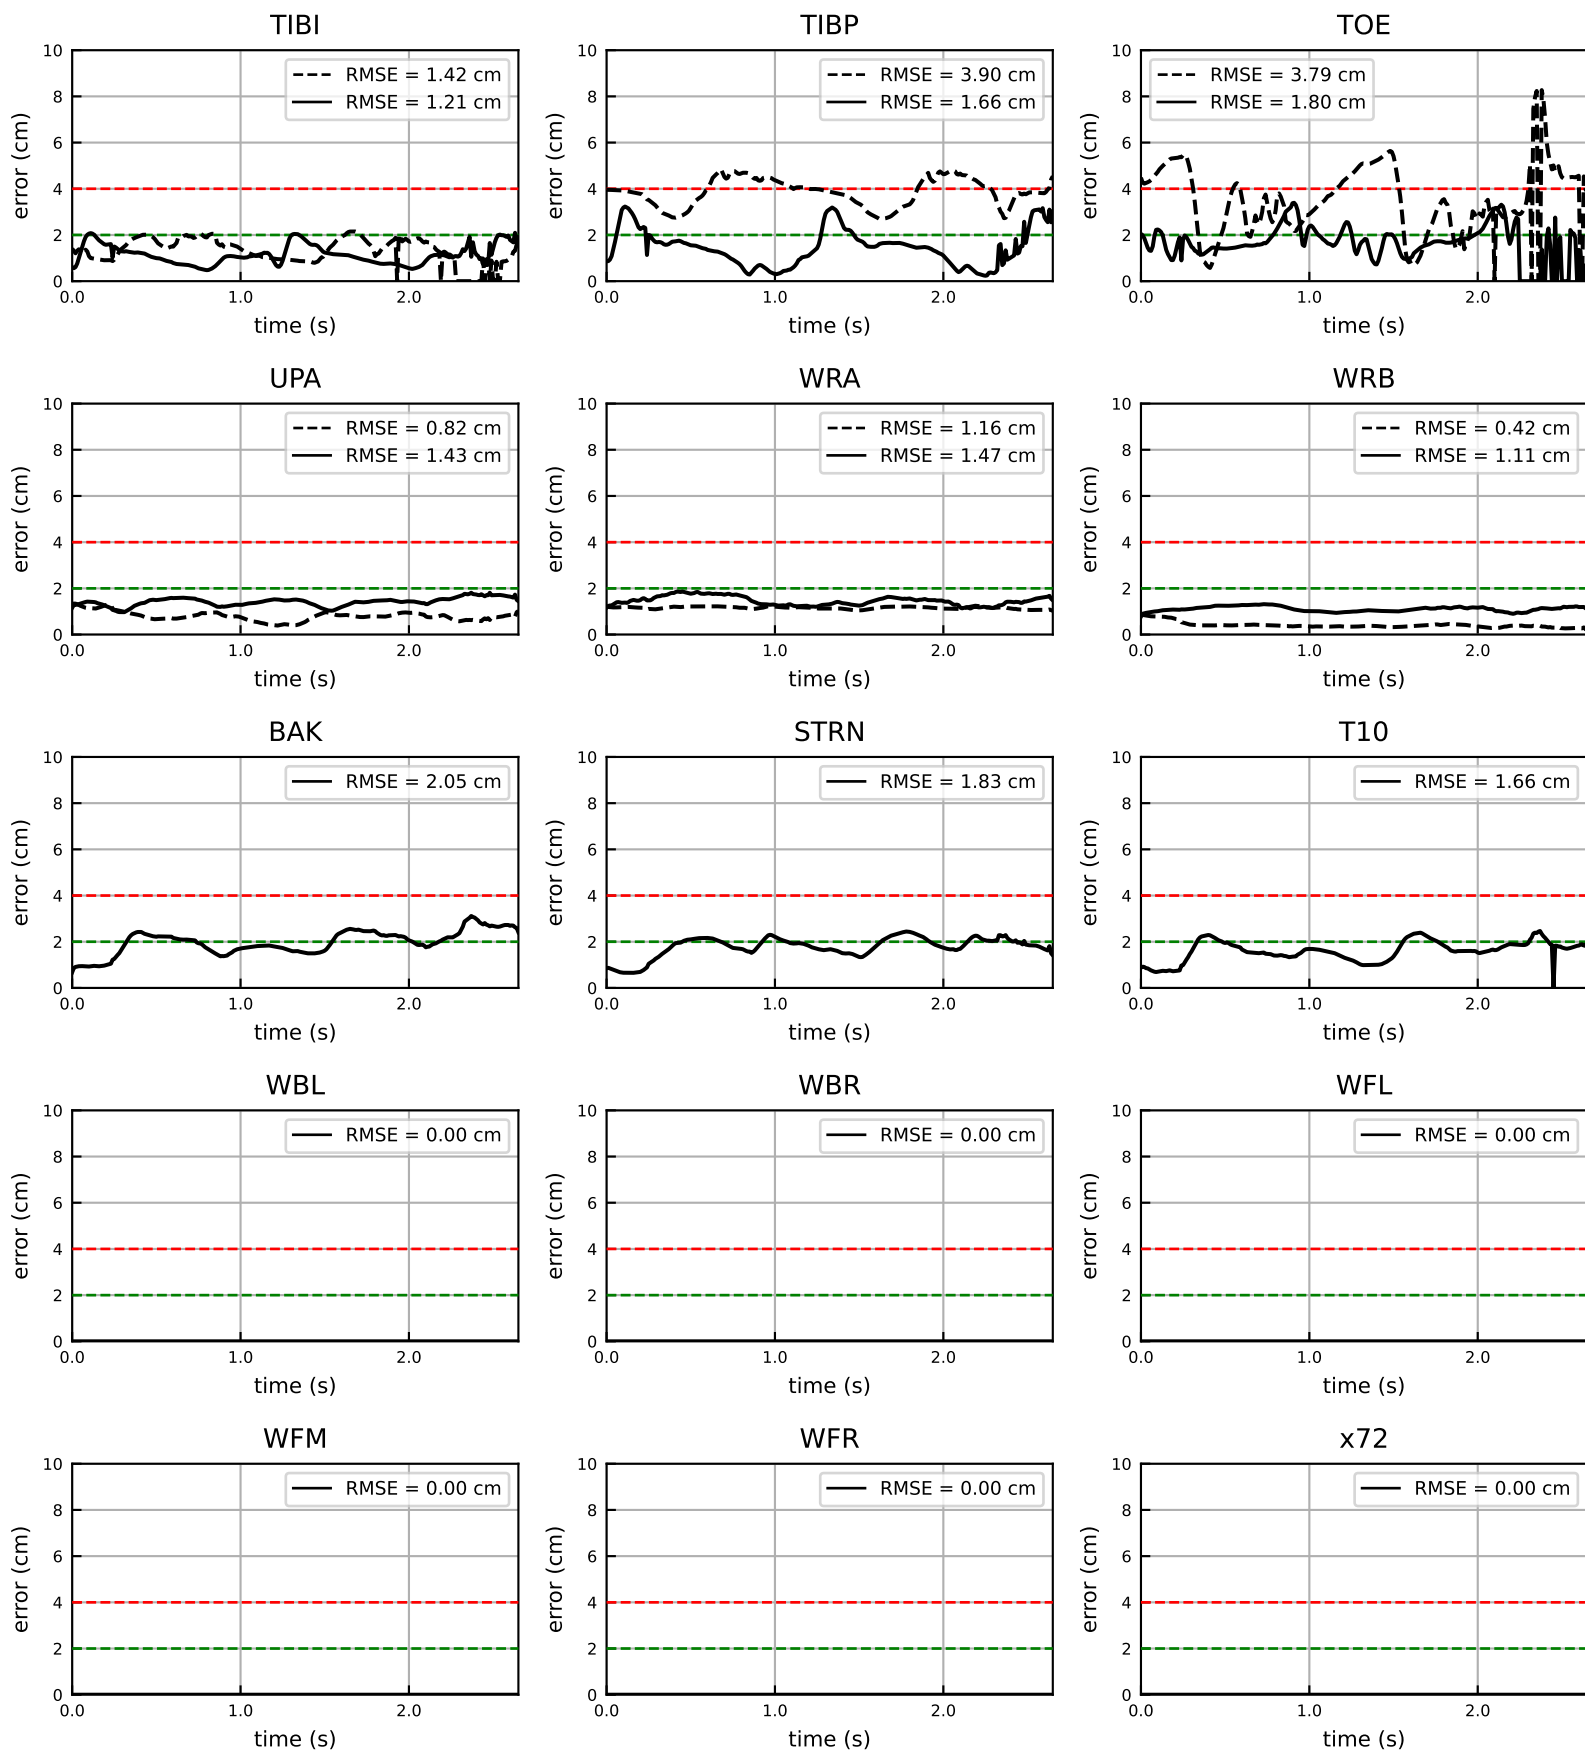 TIBI
TIBP
TOE
10
8
6
4
2
0
error (cm)
RMSE = 1.42 cm
RMSE = 1.21 cm
0.0 1.0 2.0
time (s)
10
8
6
4
2
0
error (cm)
RMSE = 3.90 cm
RMSE = 1.66 cm
0.0 1.0 2.0
time (s)
10
8
6
4
2
0
error (cm)
RMSE = 3.79 cm
RMSE = 1.80 cm
0.0 1.0 2.0
time (s)
UPA
WRA
WRB
10
8
6
4
2
0
error (cm)
RMSE = 0.82 cm
RMSE = 1.43 cm
0.0 1.0 2.0
time (s)
10
8
6
4
2
0
error (cm)
RMSE = 1.16 cm
RMSE = 1.47 cm
0.0 1.0 2.0
time (s)
10
8
6
4
2
0
error (cm)
RMSE = 0.42 cm
RMSE = 1.11 cm
0.0 1.0 2.0
time (s)
BAK
STRN
T10
10
8
6
4
2
0
error (cm)
RMSE = 2.05 cm
0.0 1.0 2.0
time (s)
10
8
6
4
2
0
error (cm)
RMSE = 1.83 cm
0.0 1.0 2.0
time (s)
10
8
6
4
2
0
error (cm)
RMSE = 1.66 cm
0.0 1.0 2.0
time (s)
WBL
WBR
WFL
10
8
6
4
2
0
error (cm)
RMSE = 0.00 cm
0.0 1.0 2.0
time (s)
10
8
6
4
2
0
error (cm)
RMSE = 0.00 cm
0.0 1.0 2.0
time (s)
10
8
6
4
2
0
error (cm)
RMSE = 0.00 cm
0.0 1.0 2.0
time (s)
WFM
WFR
x72
10
8
6
4
2
0
error (cm)
RMSE = 0.00 cm
0.0 1.0 2.0
time (s)
10
8
6
4
2
0
error (cm)
RMSE = 0.00 cm
0.0 1.0 2.0
time (s)
10
8
6
4
2
0
error (cm)
RMSE = 0.00 cm
0.0 1.0 2.0
time (s)